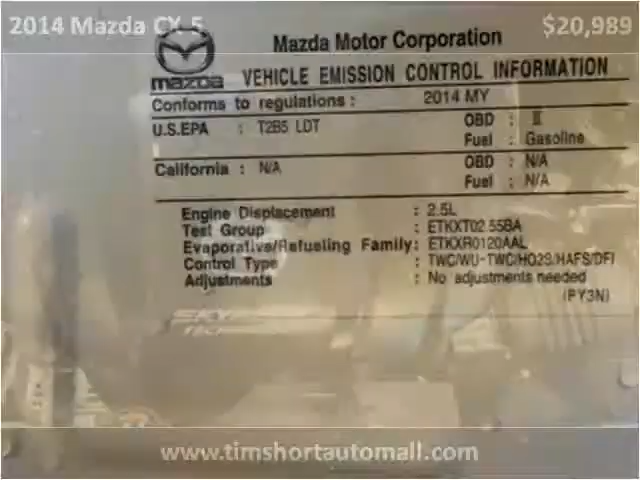 2014 Mazda CX-5
$20,989
mazda
Mazda Motor Corporation
VEHICLE EMISSION CONTROL INFORMATION
Conforms to regulations : 2014 MY
U.S.EPA : T2B5 LDT OBD : II
Fuel : Gasoline
California : N/A OBD : N/A
Fuel : N/A
Engine Displacement : 2.5L
Test Group : ETKXT02.55BA
Evaporative/Refueling Family: ETKXR0120AAL
Control Type : TWC/WU-TWC/HO2S/HAFS/DFI
Adjustments : No adjustments needed
(PY3N)
www.timshortautomall.com